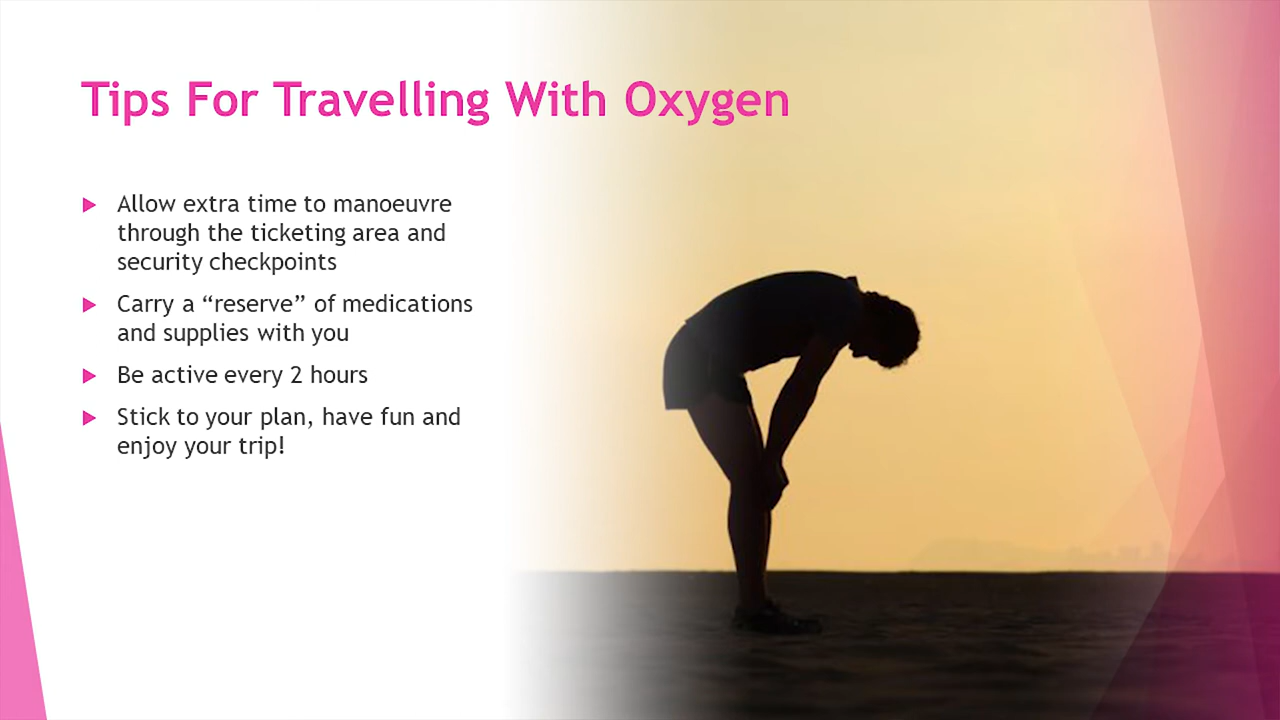 Tips For Travelling With Oxygen
Allow extra time to manoeuvre
through the ticketing area and
security checkpoints
Carry a “reserve” of medications
and supplies with you
Be active every 2 hours
Stick to your plan, have fun and
enjoy your trip!